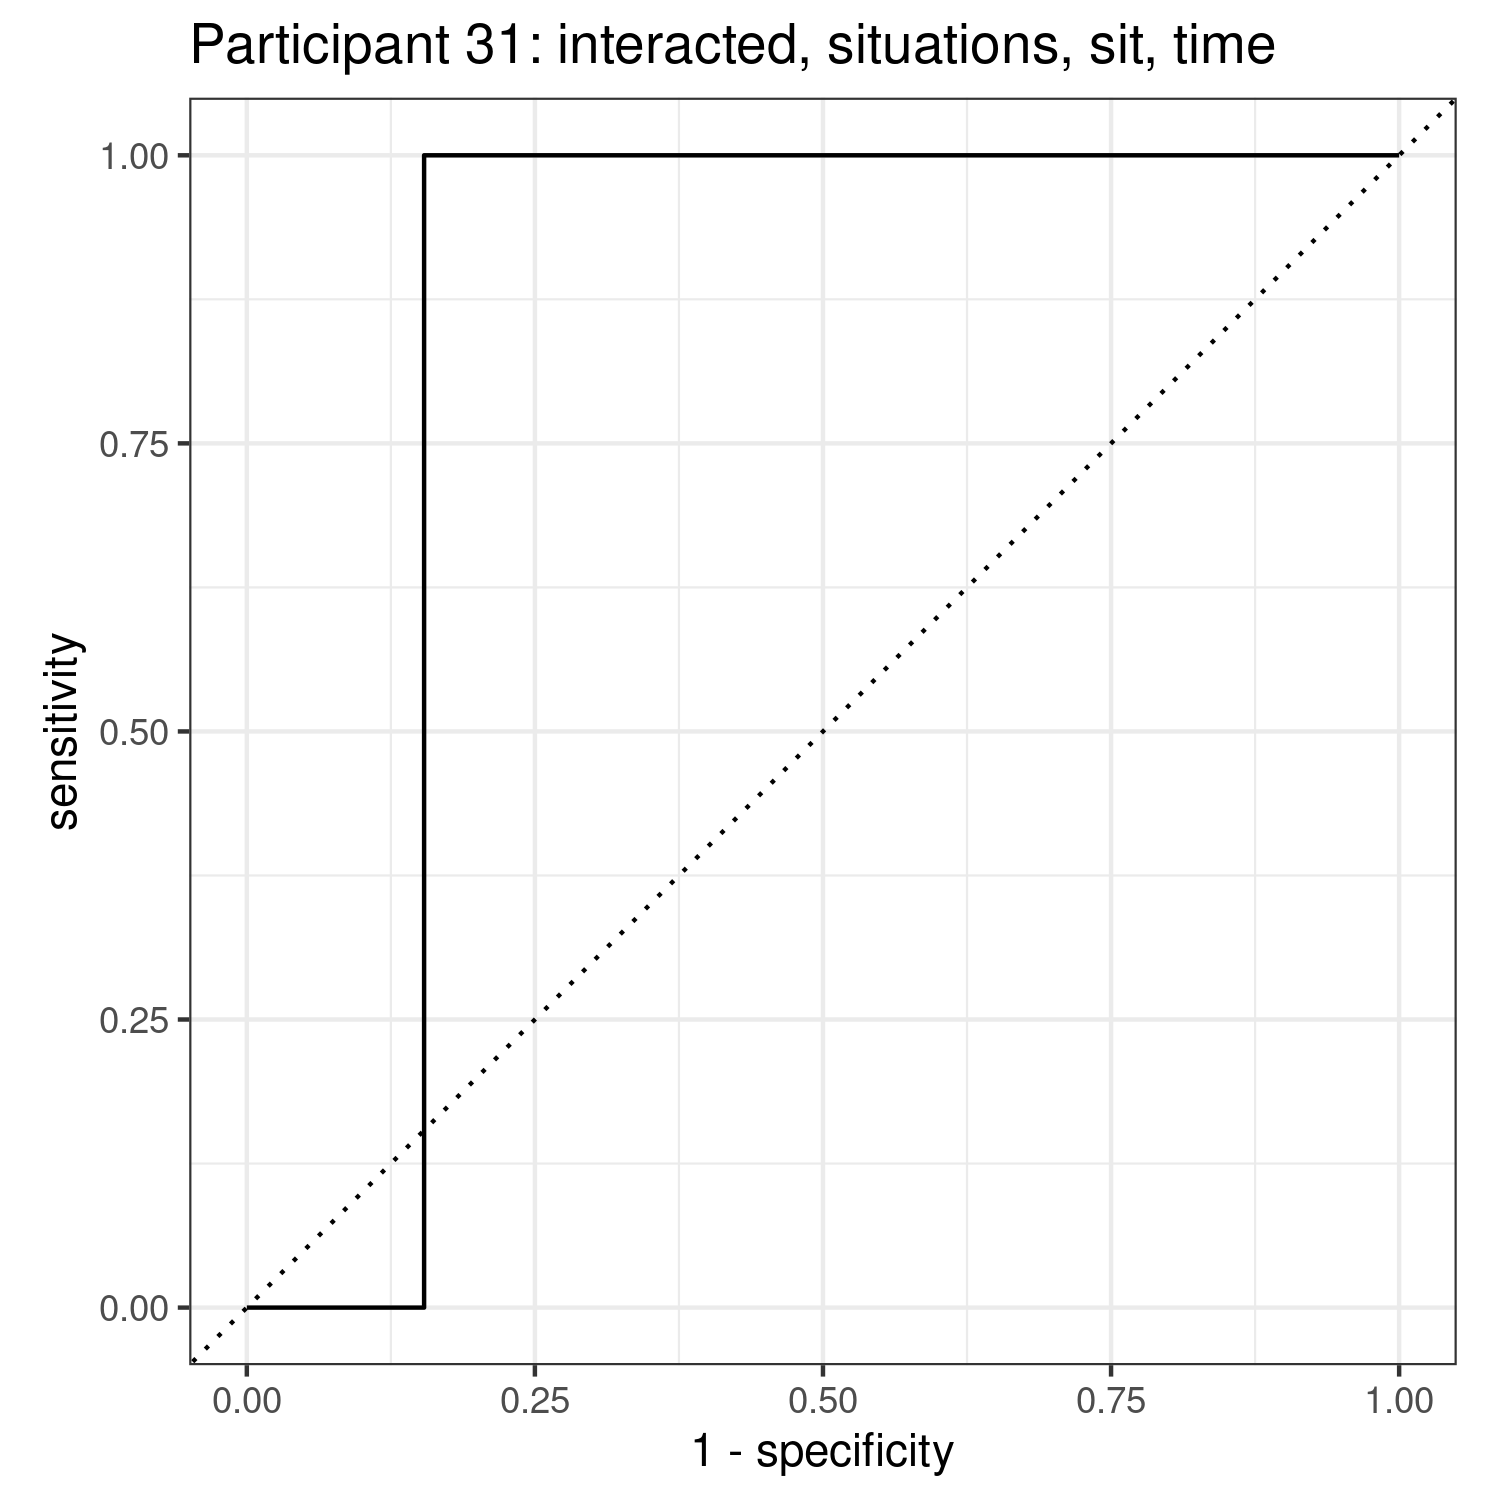 Participant 31: interacted, situations, sit, time
1.00
0.75
0.50
0.25
0.00
sensitivity
0.00 0.25 0.50 0.75 1.00
1 - specificity